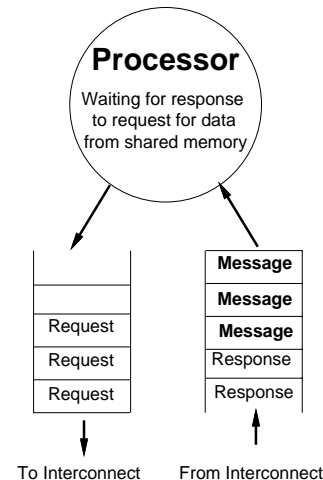 Processor
Waiting for response
to request for data
from shared memory
Request
Request
Request
To Interconnect
Message
Message
Message
Response
Response
From Interconnect